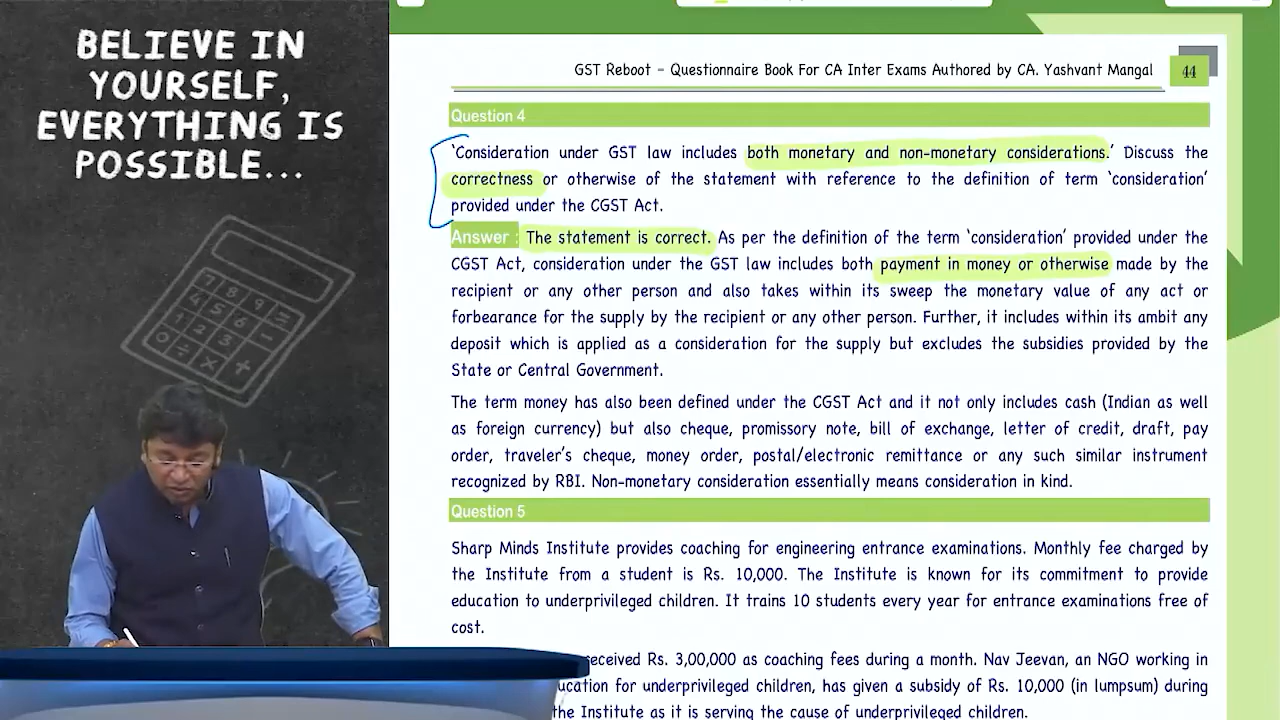 BELIEVE IN
YOURSELF,
EVERYTHING IS
POSSIBLE...
7 8 9
4 5 6
1 2 3
0 ÷ × +
GST Reboot – Questionnaire Book For CA Inter Exams Authored by CA. Yashvant Mangal
44
Question 4
‘Consideration under GST law includes both monetary and non-monetary considerations.’ Discuss the
correctness or otherwise of the statement with reference to the definition of term ‘consideration’
provided under the CGST Act.
Answer : The statement is correct. As per the definition of the term ‘consideration’ provided under the
CGST Act, consideration under the GST law includes both payment in money or otherwise made by the
recipient or any other person and also takes within its sweep the monetary value of any act or
forbearance for the supply by the recipient or any other person. Further, it includes within its ambit any
deposit which is applied as a consideration for the supply but excludes the subsidies provided by the
State or Central Government.
The term money has also been defined under the CGST Act and it not only includes cash (Indian as well
as foreign currency) but also cheque, promissory note, bill of exchange, letter of credit, draft, pay
order, traveler’s cheque, money order, postal/electronic remittance or any such similar instrument
recognized by RBI. Non-monetary consideration essentially means consideration in kind.
Question 5
Sharp Minds Institute provides coaching for engineering entrance examinations. Monthly fee charged by
the Institute from a student is Rs. 10,000. The Institute is known for its commitment to provide
education to underprivileged children. It trains 10 students every year for entrance examinations free of
cost.
received Rs. 3,00,000 as coaching fees during a month. Nav Jeevan, an NGO working in
ucation for underprivileged children, has given a subsidy of Rs. 10,000 (in lumpsum) during
the Institute as it is serving the cause of underprivileged children.